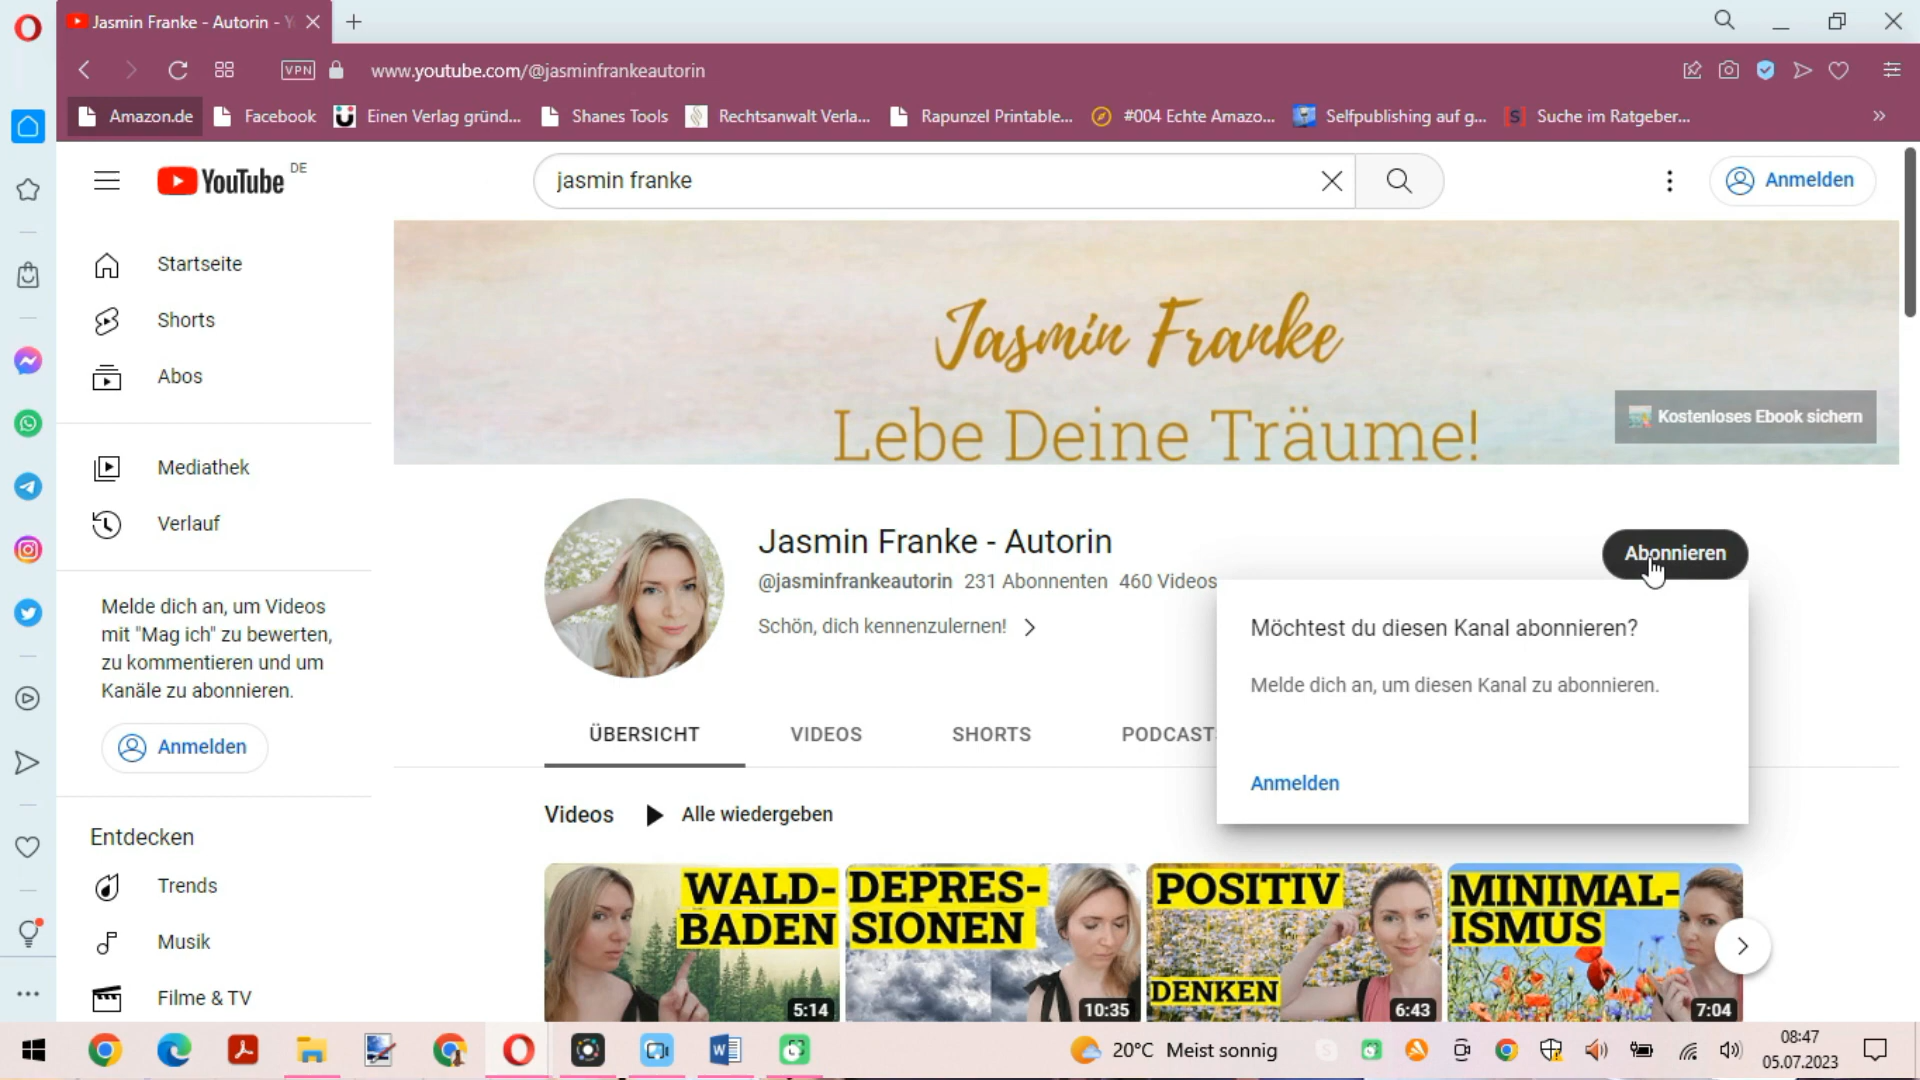 Jasmin Franke - Autorin - Y
VPN
www.youtube.com/@jasminfrankeautorin
Amazon.de
Facebook
Einen Verlag gründ...
Shanes Tools
Rechtsanwalt Verla...
Rapunzel Printable...
#004 Echte Amazo...
Selfpublishing auf g...
Suche im Ratgeber...
YouTube DE
jasmin franke
Anmelden
Startseite
Shorts
Abos
Mediathek
Verlauf
Melde dich an, um Videos
mit "Mag ich" zu bewerten,
zu kommentieren und um
Kanäle zu abonnieren.
Anmelden
Entdecken
Trends
Musik
Filme & TV
Jasmin Franke
Lebe Deine Träume!
Kostenloses Ebook sichern
Jasmin Franke - Autorin
@jasminfrankeautorin 231 Abonnenten 460 Videos
Schön, dich kennenzulernen!
Abonnieren
Möchtest du diesen Kanal abonnieren?
Melde dich an, um diesen Kanal zu abonnieren.
Anmelden
ÜBERSICHT
VIDEOS
SHORTS
PODCAST
Videos
Alle wiedergeben
WALD-
BADEN
5:14
DEPRES-
SIONEN
10:35
POSITIV
DENKEN
6:43
MINIMAL-
ISMUS
7:04
20°C Meist sonnig
08:47
05.07.2023